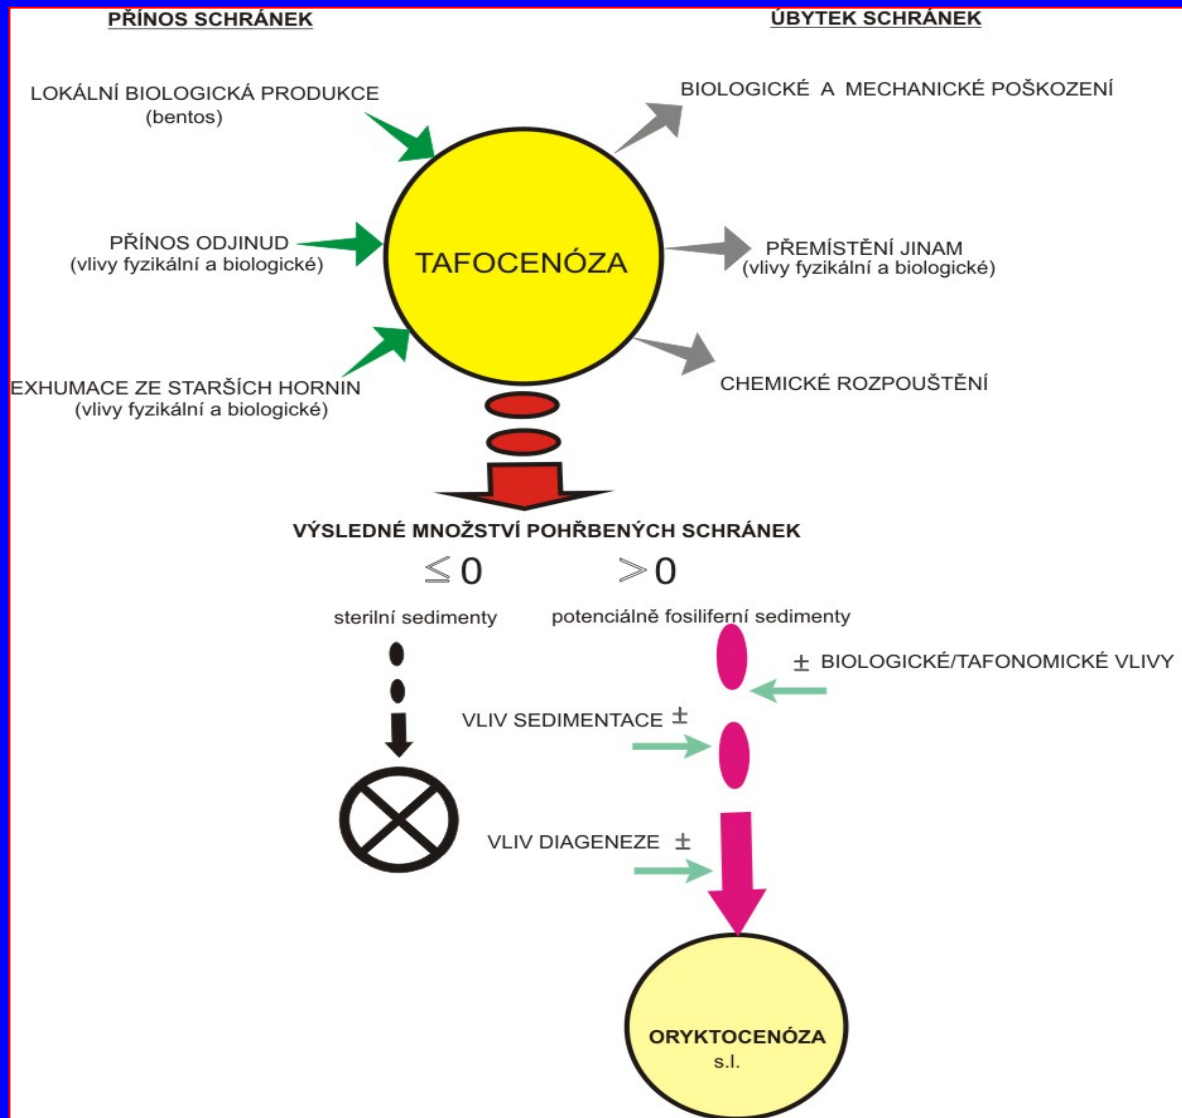 PŘÍNOS SCHRÁNEK
ÚBYTEK SCHRÁNEK
LOKÁLNÍ BIOLOGICKÁ PRODUKCE
(bentos)
BIOLOGICKÉ A MECHANICKÉ POŠKOZENÍ
PŘÍNOS ODJINUD
(vlivy fyzikální a biologické)
TAFOCENÓZA
PŘEMÍSTĚNÍ JINAM
(vlivy fyzikální a biologické)
EXHUMACE ZE STARŠÍCH HORNIN
(vlivy fyzikální a biologické)
CHEMICKÉ ROZPOUŠTĚNÍ
VÝSLEDNÉ MNOŽSTVÍ POHŘBENÝCH SCHRÁNEK
≤ 0
> 0
sterilní sedimenty
potenciálně fosiliferní sedimenty
± BIOLOGICKÉ/TAFONOMICKÉ VLIVY
VLIV SEDIMENTACE ±
VLIV DIAGENEZE ±
ORYKTOCENÓZA
s.l.